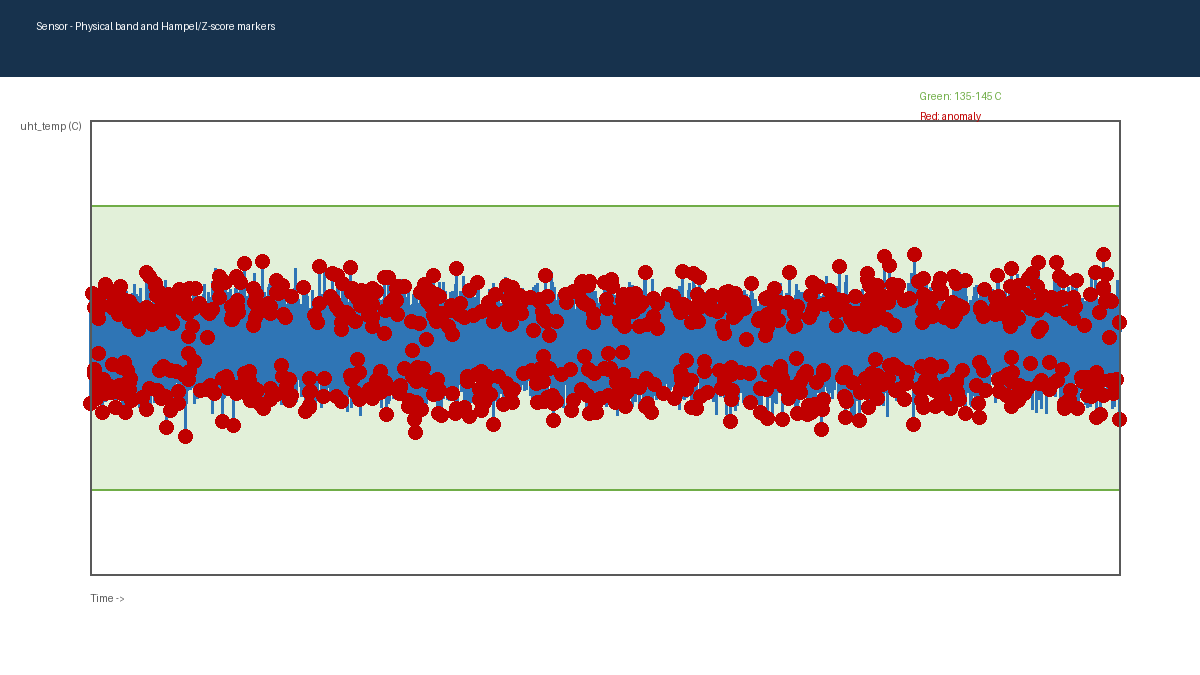 Sensor - Physical band and Hampel/Z-score markers
Green: 135-145 C
Red: anomaly
uht_temp (C)
Time ->